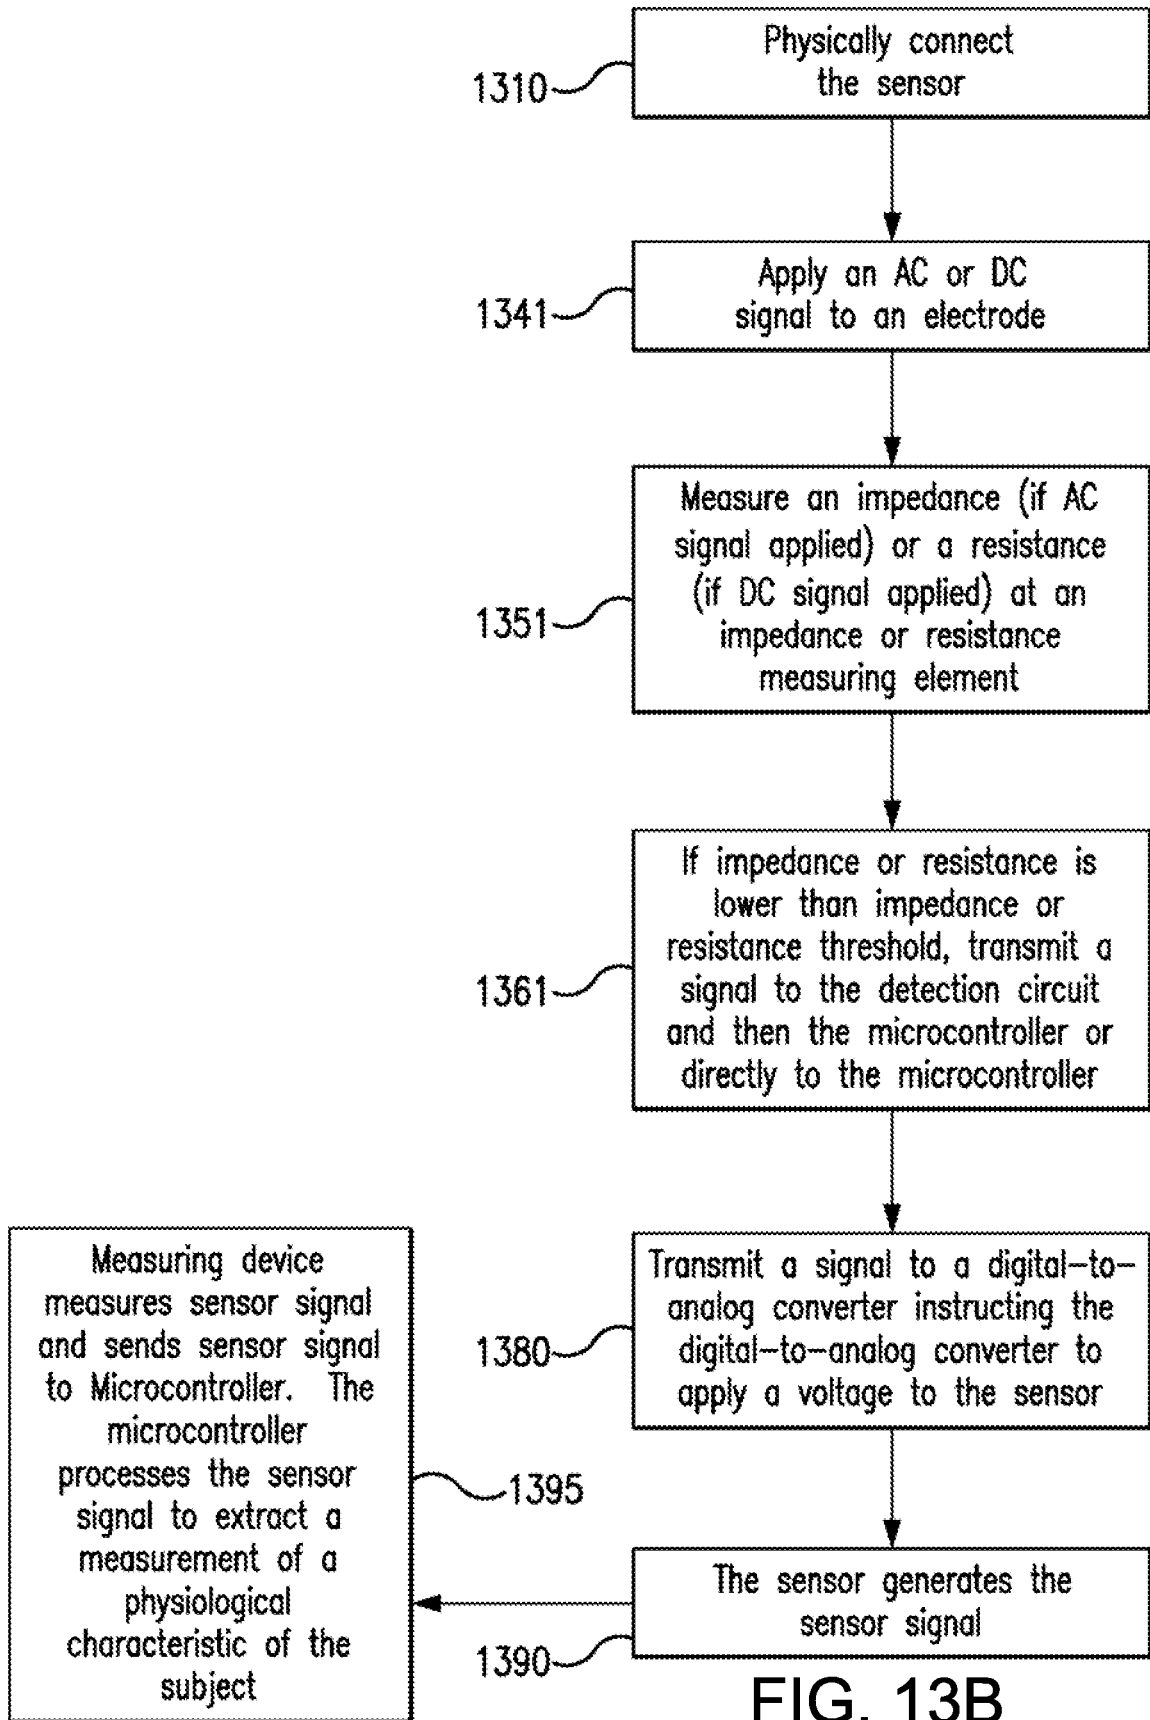 Physically connect
the sensor
1310
Apply an AC or DC
signal to an electrode
1341
Measure an impedance (if AC
signal applied) or a resistance
(if DC signal applied) at an
impedance or resistance
measuring element
1351
If impedance or resistance is
lower than impedance or
resistance threshold, transmit a
signal to the detection circuit
and then the microcontroller or
directly to the microcontroller
1361
Transmit a signal to a digital-to-
analog converter instructing the
digital-to-analog converter to
apply a voltage to the sensor
1380
The sensor generates the
sensor signal
1390
Measuring device
measures sensor signal
and sends sensor signal
to Microcontroller. The
microcontroller
processes the sensor
signal to extract a
measurement of a
physiological
characteristic of the
subject
1395
FIG. 13B